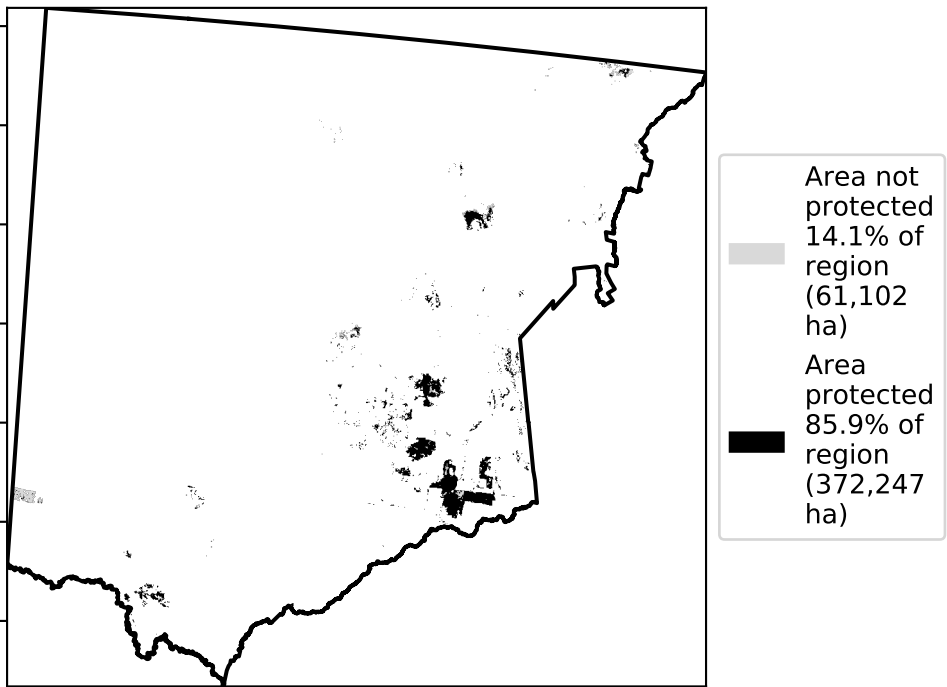 Area not
protected
14.1% of
region
(61,102
ha)
Area
protected
85.9% of
region
(372,247
ha)